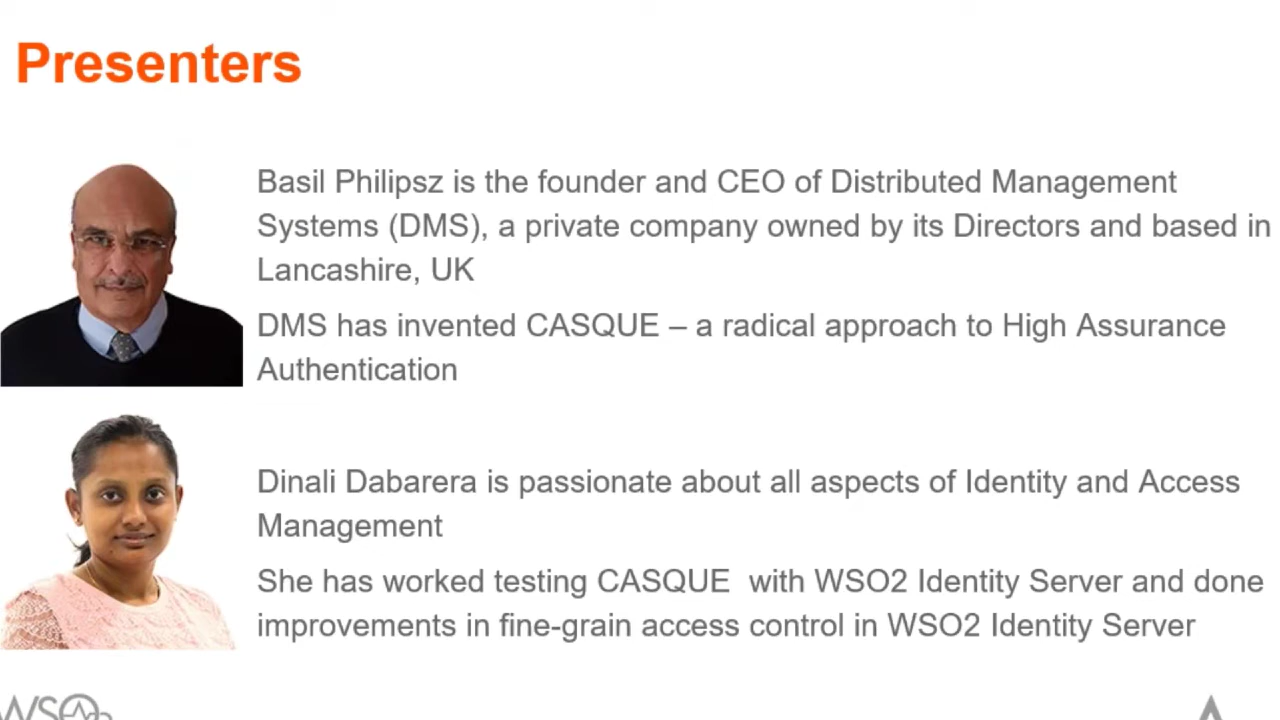 Presenters
Basil Philipsz is the founder and CEO of Distributed Management
Systems (DMS), a private company owned by its Directors and based in
Lancashire, UK
DMS has invented CASQUE – a radical approach to High Assurance
Authentication
Dinali Dabarera is passionate about all aspects of Identity and Access
Management
She has worked testing CASQUE  with WSO2 Identity Server and done
improvements in fine-grain access control in WSO2 Identity Server
WSO2